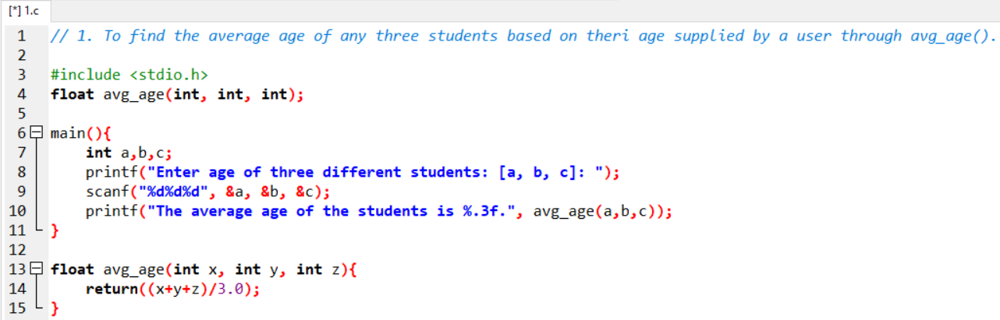 [*] 1.c
1 // 1. To find the average age of any three students based on theri age supplied by a user through avg_age().
2
3 #include <stdio.h>
4 float avg_age(int, int, int);
5
6 main(){
7 int a,b,c;
8 printf("Enter age of three different students: [a, b, c]: ");
9 scanf("%d%d%d", &a, &b, &c);
10 printf("The average age of the students is %.3f.", avg_age(a,b,c));
11 }
12
13 float avg_age(int x, int y, int z){
14 return((x+y+z)/3.0);
15 }